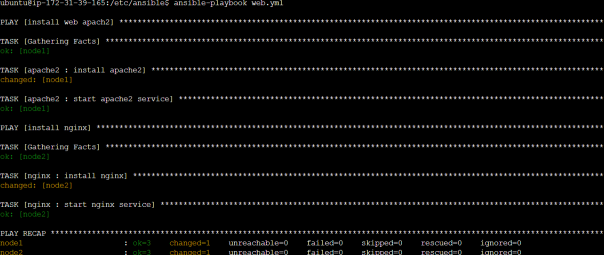 ubuntu@ip-172-31-39-165:/etc/ansible$ ansible-playbook web.yml
PLAY [install web apach2] ******************************************************************************************************************
TASK [Gathering Facts] *********************************************************************************************************************
ok: [node1]
TASK [apache2 : install apache2] ***********************************************************************************************************
changed: [node1]
TASK [apache2 : start apache2 service] *****************************************************************************************************
ok: [node1]
PLAY [install nginx] ***********************************************************************************************************************
TASK [Gathering Facts] *********************************************************************************************************************
ok: [node2]
TASK [nginx : install nginx] ***************************************************************************************************************
changed: [node2]
TASK [nginx : start nginx service] *********************************************************************************************************
ok: [node2]
PLAY RECAP *********************************************************************************************************************************
node1 : ok=3 changed=1 unreachable=0 failed=0 skipped=0 rescued=0 ignored=0
node2 : ok=3 changed=1 unreachable=0 failed=0 skipped=0 rescued=0 ignored=0